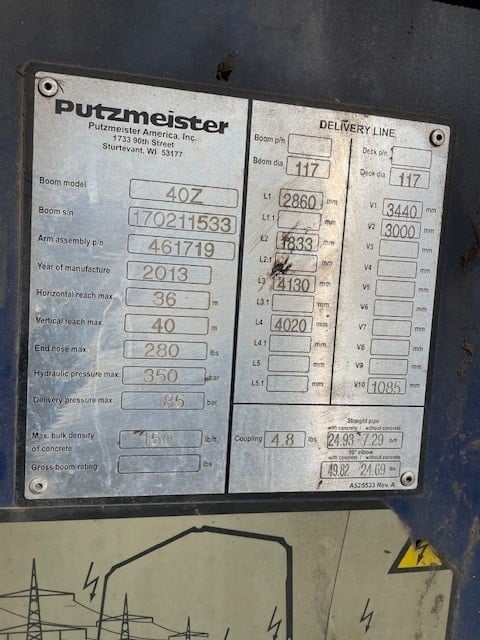 Putzmeister
Putzmeister America, Inc.
1733 90th Street
Sturtevant, WI 53177
Boom model 40Z
Boom s/n 170211533
Arm assembly p/n 461719
Year of manufacture 2013
Horizontal reach max. 36 m
Vertical reach max. 40 m
End hose max. 280 lbs
Hydraulic pressure max. 350 bar
Delivery pressure max. 85 bar
Max. bulk density
of concrete 150 lb/ft.
Gross boom rating
DELIVERY LINE
Boom p/n
Boom dia 117
L1 2860 mm
L1.1 mm
L2 1833 mm
L2.1 mm
L3 4130 mm
L3.1 mm
L4 4020 mm
L4.1 mm
L5 mm
L5.1 mm
Deck p/n
Deck dia 117
V1 3440 mm
V2 3000 mm
V3 mm
V4 mm
V5 mm
V6 mm
V7 mm
V8 mm
V9 mm
V10 1085 mm
Coupling 4.8 lbs
Straight pipe
with concrete / without concrete
24.93 7.29 lb/ft
90° elbow
with concrete / without concrete
49.82 24.69 lbs
A525533 Rev. A